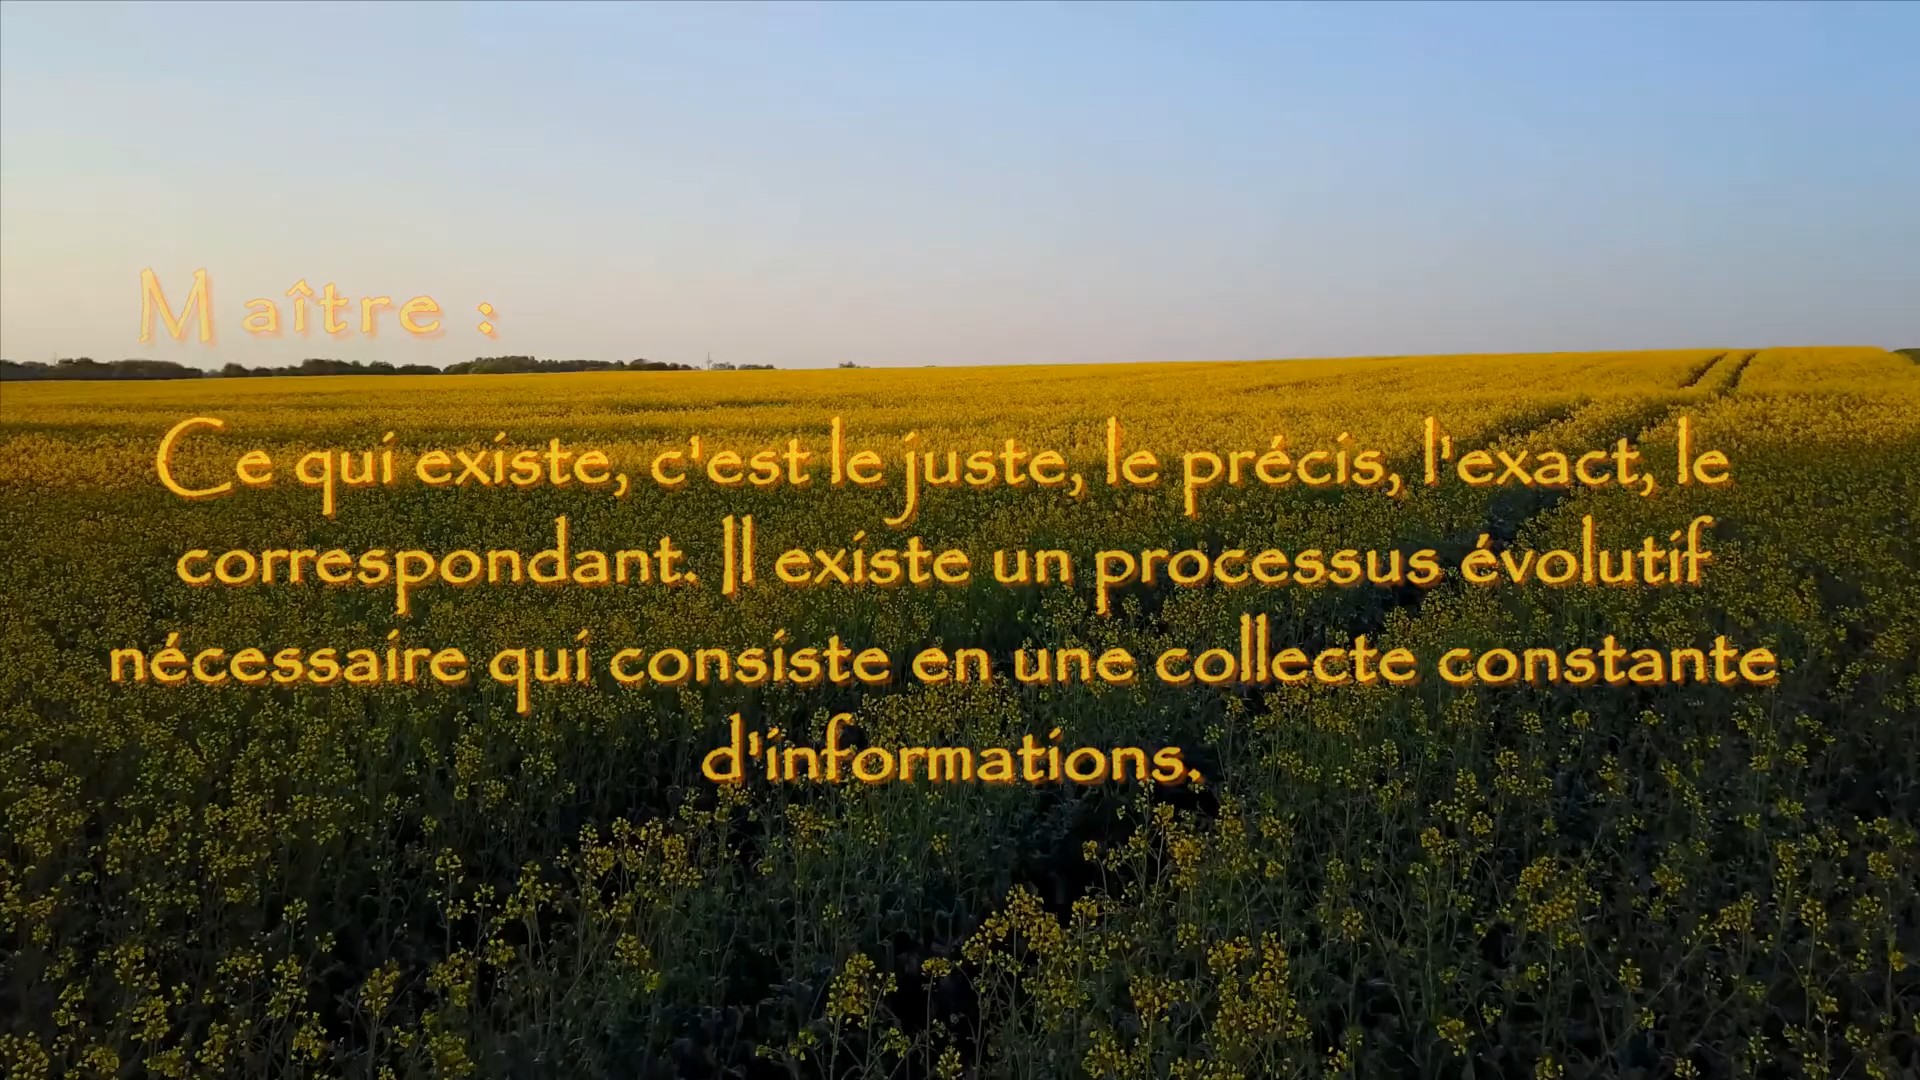 Maître :
Ce qui existe, c'est le juste, le précis, l'exact, le
correspondant. Il existe un processus évolutif
nécessaire qui consiste en une collecte constante
d'informations.